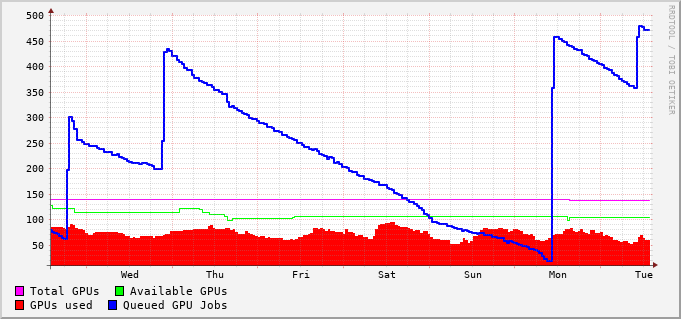 500
450
400
350
300
250
200
150
100
50
Wed Thu Fri Sat Sun Mon Tue
RRDTOOL / TOBI OETIKER
Total GPUs Available GPUs
GPUs used Queued GPU Jobs